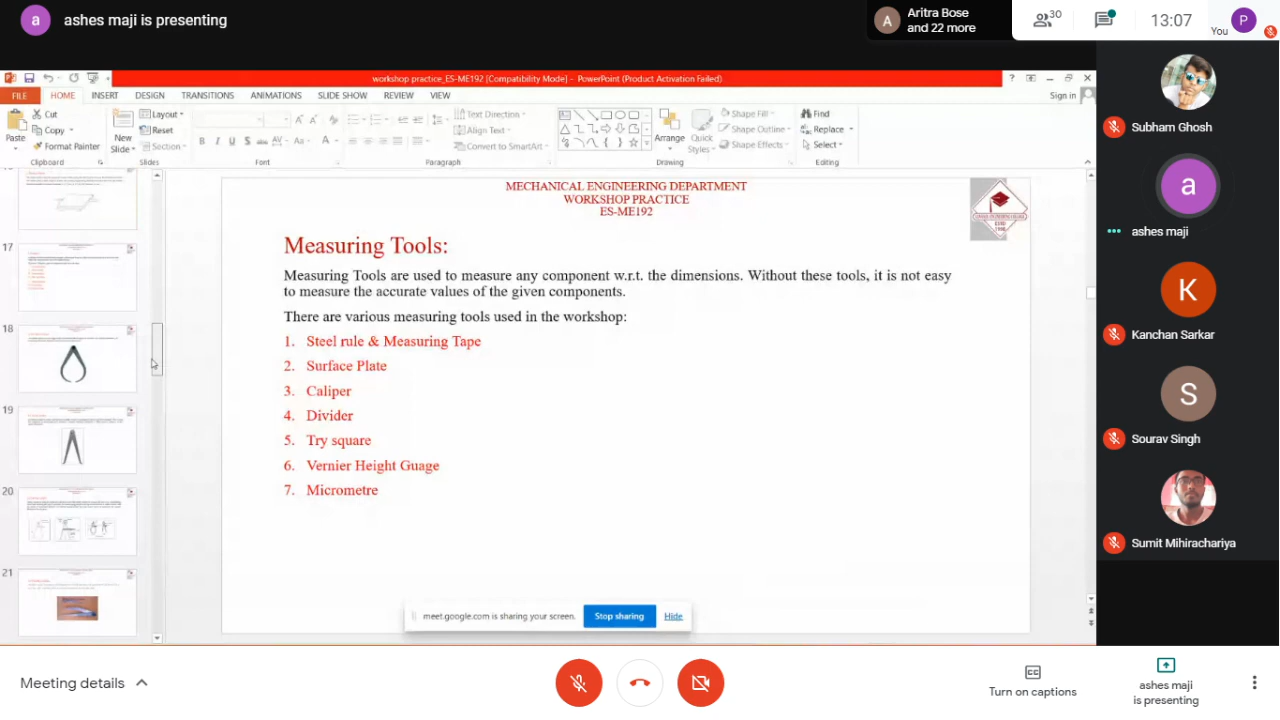 a ashes maji is presenting
A Aritra Bose
and 22 more
30
13:07
You P
workshop practice_ES-ME192 [Compatibility Mode] - PowerPoint (Product Activation Failed)
FILE HOME INSERT DESIGN TRANSITIONS ANIMATIONS SLIDE SHOW REVIEW VIEW Sign in
Cut
Copy
Format Painter
Paste
Clipboard
New
Slide
Layout
Reset
Section
Slides
Font
Text Direction
Align Text
Convert to SmartArt
Paragraph
Arrange
Quick
Styles
Shape Fill
Shape Outline
Shape Effects
Drawing
Find
Replace
Select
Editing
17
18
19
20
21
MECHANICAL ENGINEERING DEPARTMENT
WORKSHOP PRACTICE
ES-ME192
Measuring Tools:
Measuring Tools are used to measure any component w.r.t. the dimensions. Without these tools, it is not easy
to measure the accurate values of the given components.
There are various measuring tools used in the workshop:
1. Steel rule & Measuring Tape
2. Surface Plate
3. Caliper
4. Divider
5. Try square
6. Vernier Height Guage
7. Micrometre
meet.google.com is sharing your screen. Stop sharing Hide
Subham Ghosh
a
ashes maji
K
Kanchan Sarkar
S
Sourav Singh
Sumit Mihirachariya
Meeting details
CC
Turn on captions
ashes maji
is presenting